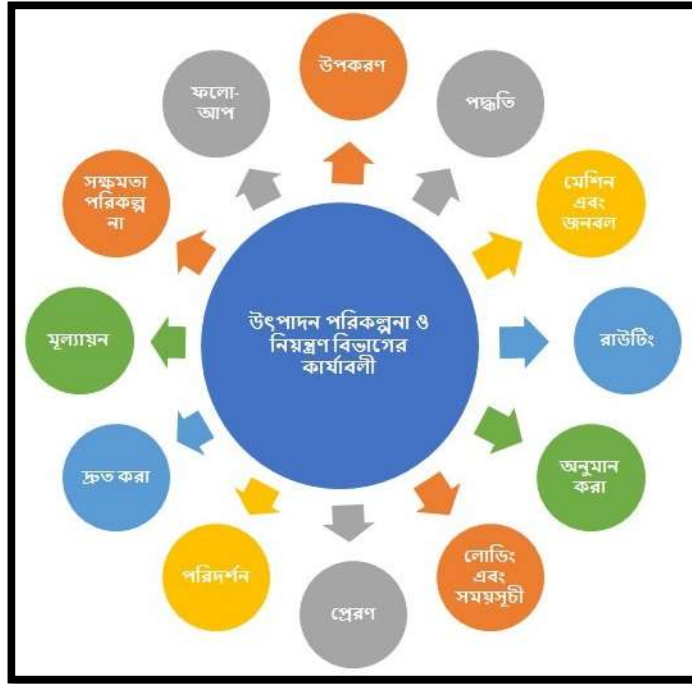 উৎপাদন পরিকল্পনা ও
নিয়ন্ত্রণ বিভাগের
কার্যাবলী
উপকরণ
পদ্ধতি
মেশিন
এবং
জনবল
রাউটিং
অনুমান
করা
লোডিং
এবং
সময়সূচী
প্রেরণ
পরিদর্শন
দ্রুত করা
মূল্যায়ন
সক্ষমতা
পরিকল্প
না
ফলো-
আপ